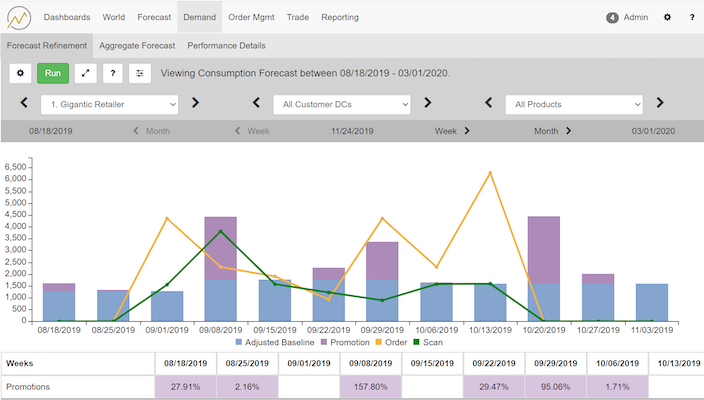 Dashboards World Forecast Demand Order Mgmt Trade Reporting 4 Admin ?
Forecast Refinement Aggregate Forecast Performance Details
Run ? Viewing Consumption Forecast between 08/18/2019 - 03/01/2020.
1. Gigantic Retailer All Customer DCs All Products
08/18/2019 Month Week 11/24/2019 Week Month 03/01/2020
6,500
6,000
5,500
5,000
4,500
4,000
3,500
3,000
2,500
2,000
1,500
1,000
500
0
08/18/2019 08/25/2019 09/01/2019 09/08/2019 09/15/2019 09/22/2019 09/29/2019 10/06/2019 10/13/2019 10/20/2019 10/27/2019 11/03/2019
Adjusted Baseline Promotion Order Scan
Weeks 08/18/2019 08/25/2019 09/01/2019 09/08/2019 09/15/2019 09/22/2019 09/29/2019 10/06/2019 10/13/2019
Promotions 27.91% 2.16% 157.80% 29.47% 95.06% 1.71%